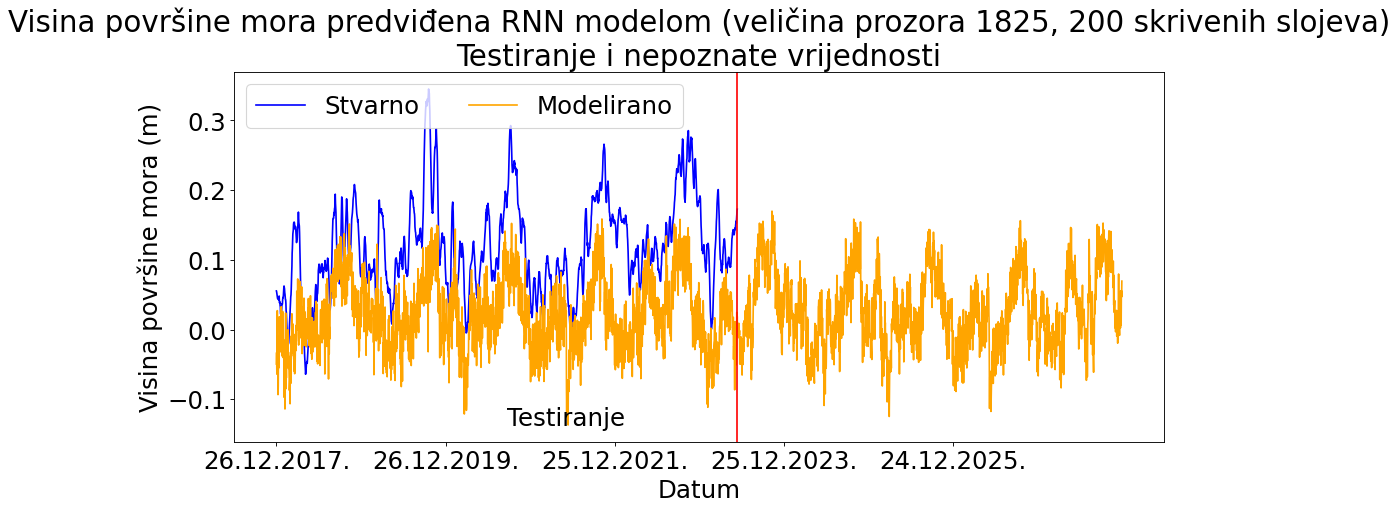 Visina površine mora predviđena RNN modelom (veličina prozora 1825, 200 skrivenih slojeva)
Testiranje i nepoznate vrijednosti
Stvarno Modelirano
Visina površine mora (m)
0.3
0.2
0.1
0.0
−0.1
Testiranje
26.12.2017. 26.12.2019. 25.12.2021. 25.12.2023. 24.12.2025.
Datum